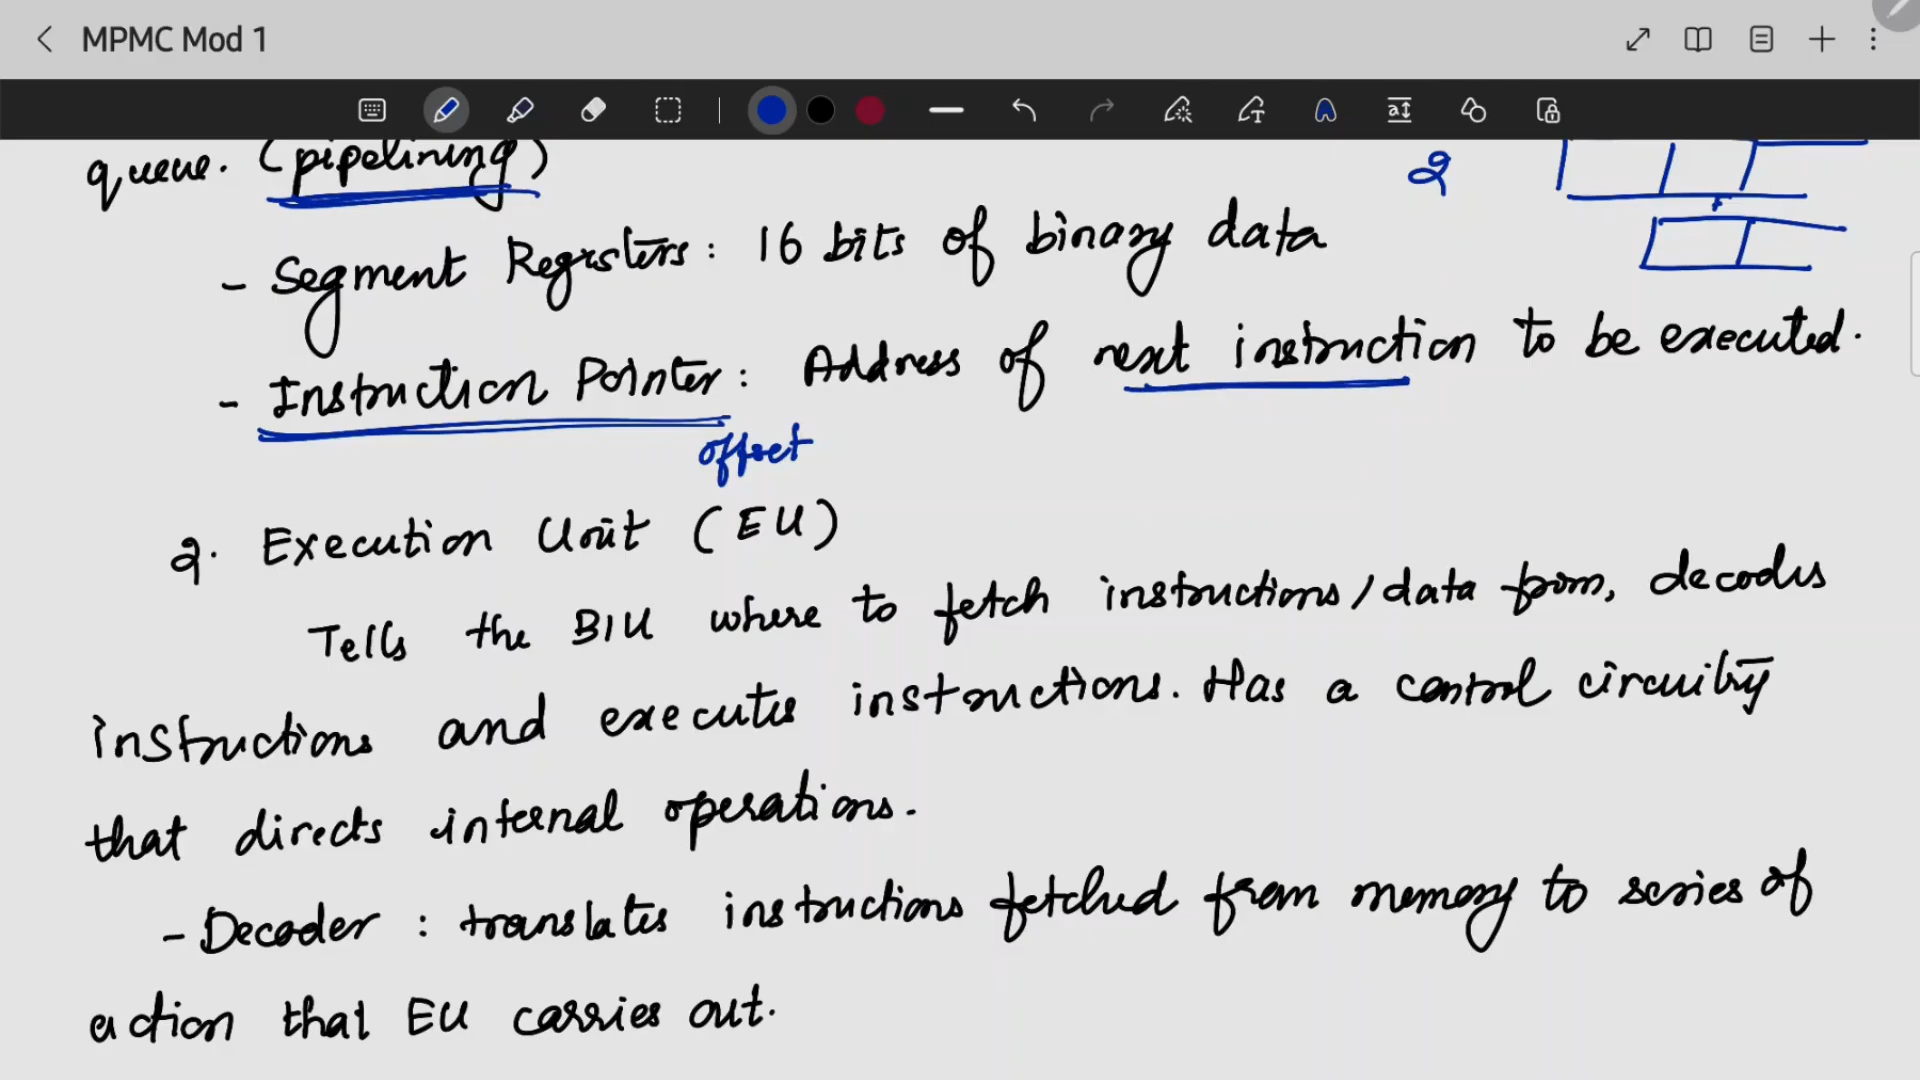 MPMC Mod 1
queue. (pipelining)
2
- Segment Registers : 16 bits of binary data
- Instruction Pointer : Address of next instruction to be executed.
offset
2. Execution Unit (EU)
Tells the BIU where to fetch instructions/data from, decodes
instructions and executes instructions. Has a control circuitry
that directs internal operations.
- Decoder : translates instructions fetched from memory to series of
action that EU carries out.